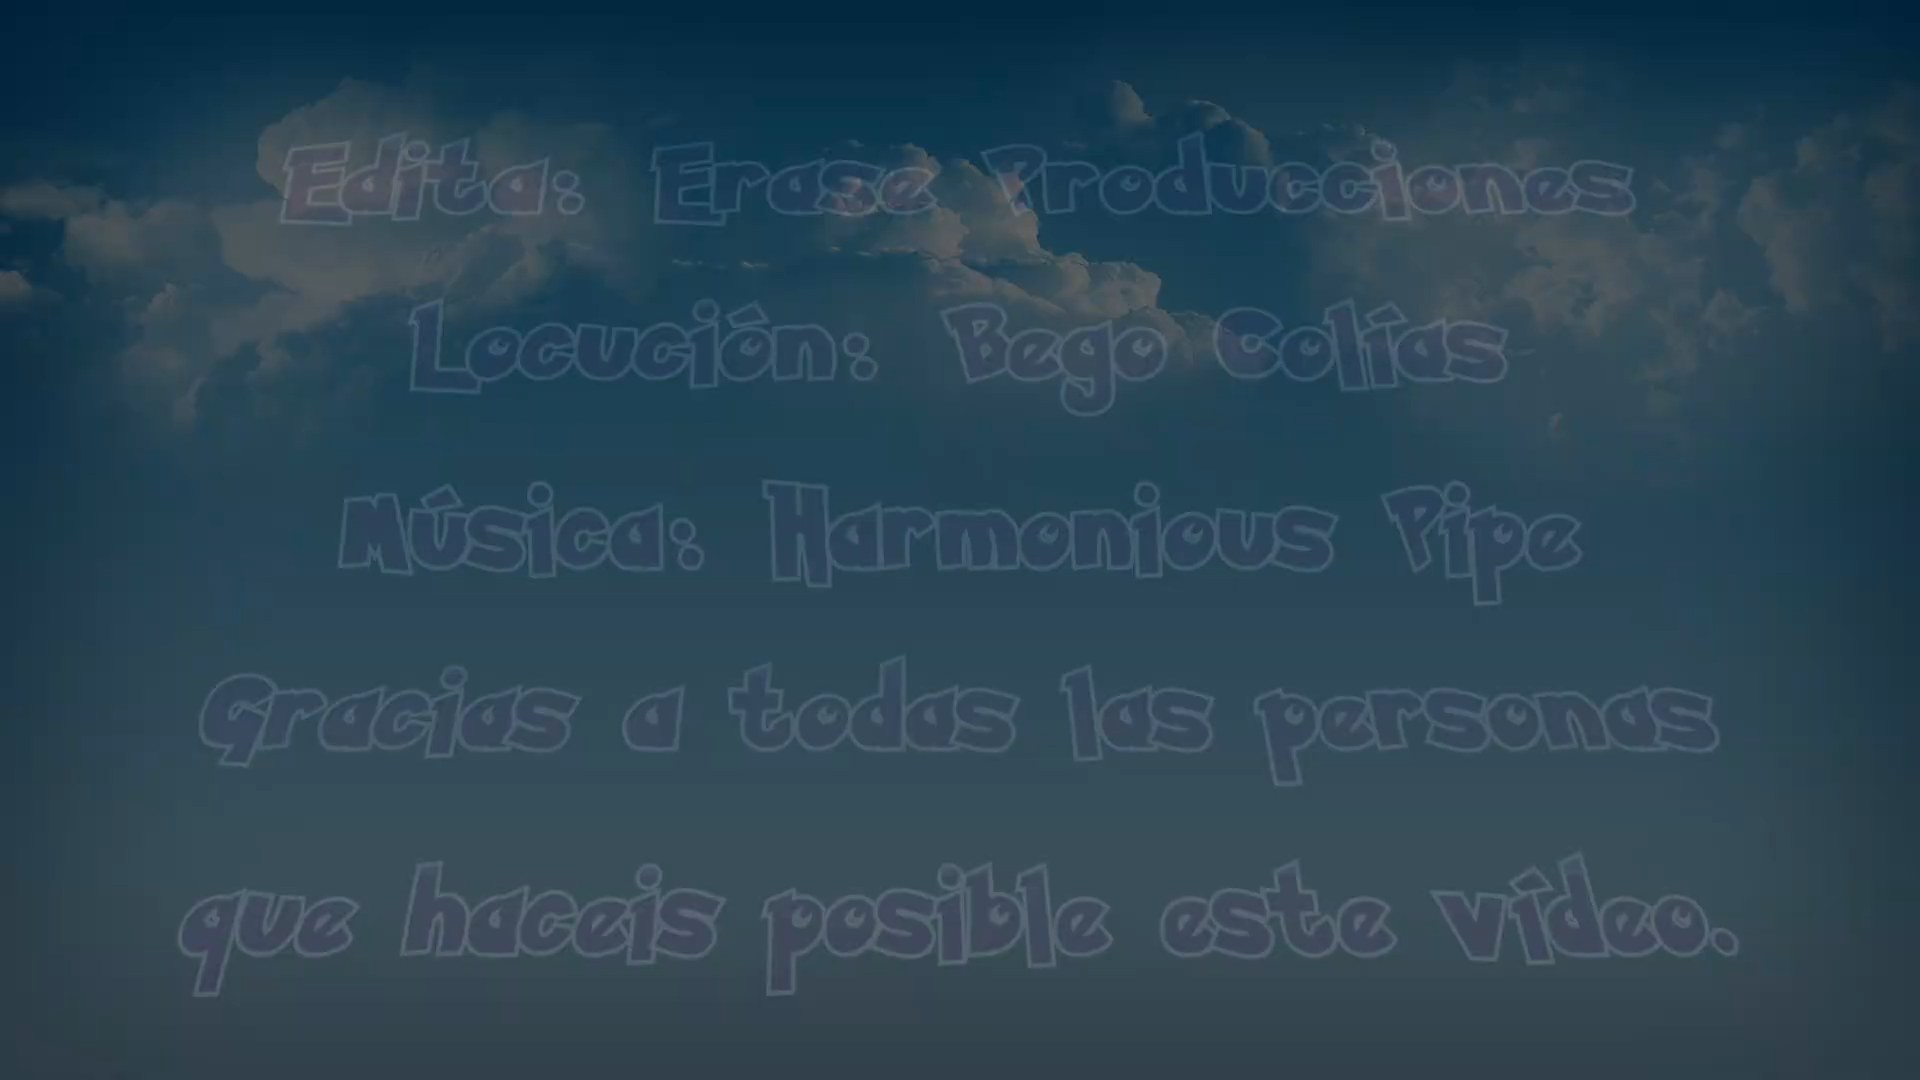 Edita: Erase Producciones
Locución: Bego Colías
Música: Harmonious Pipe
Gracias a todas las personas
que haceis posible este vídeo.